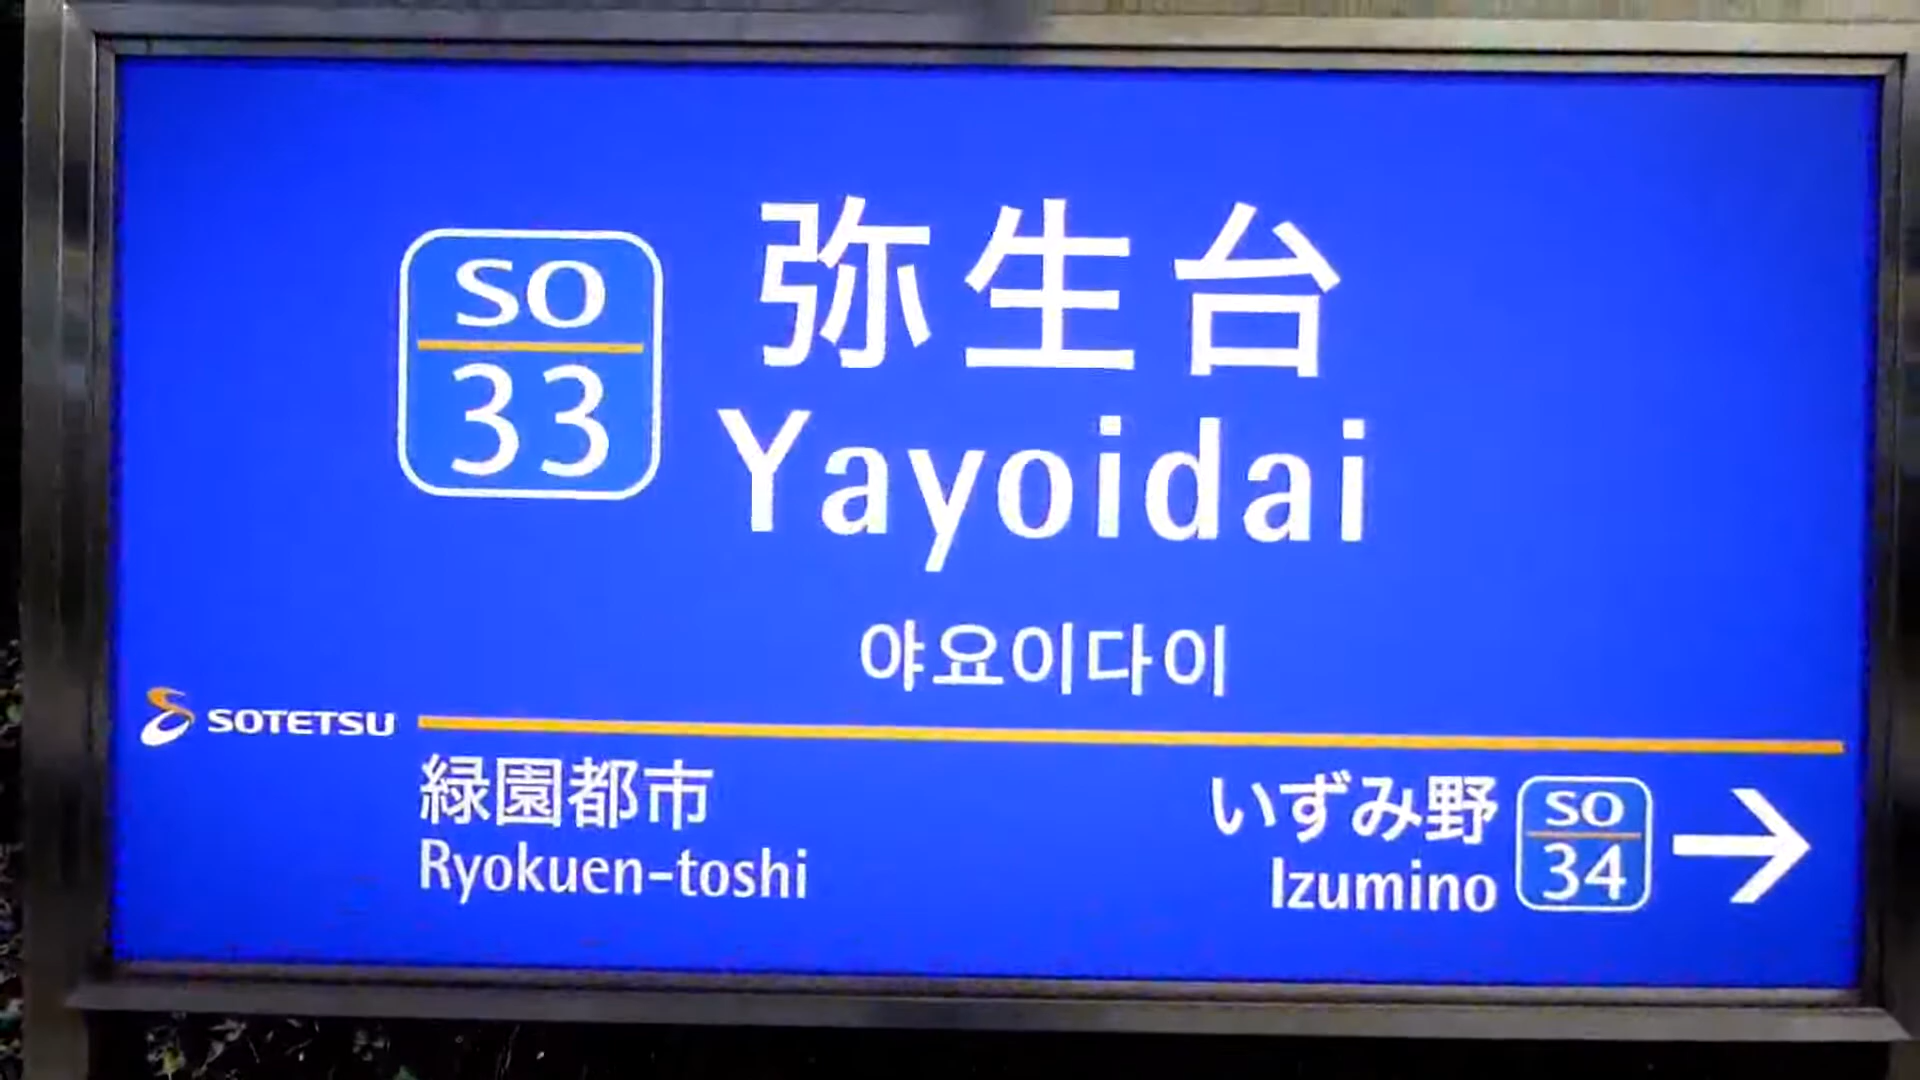 SO
33
弥生台
Yayoidai
야요이다이
SOTETSU
緑園都市
Ryokuen-toshi
いずみ野
Izumino
SO
34